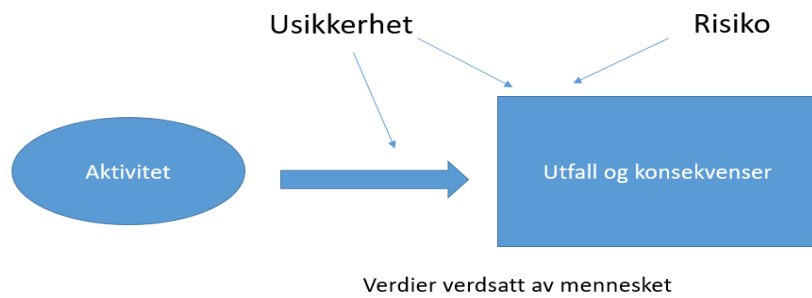 Usikkerhet
Risiko
Aktivitet
Utfall og konsekvenser
Verdier verdsatt av mennesket